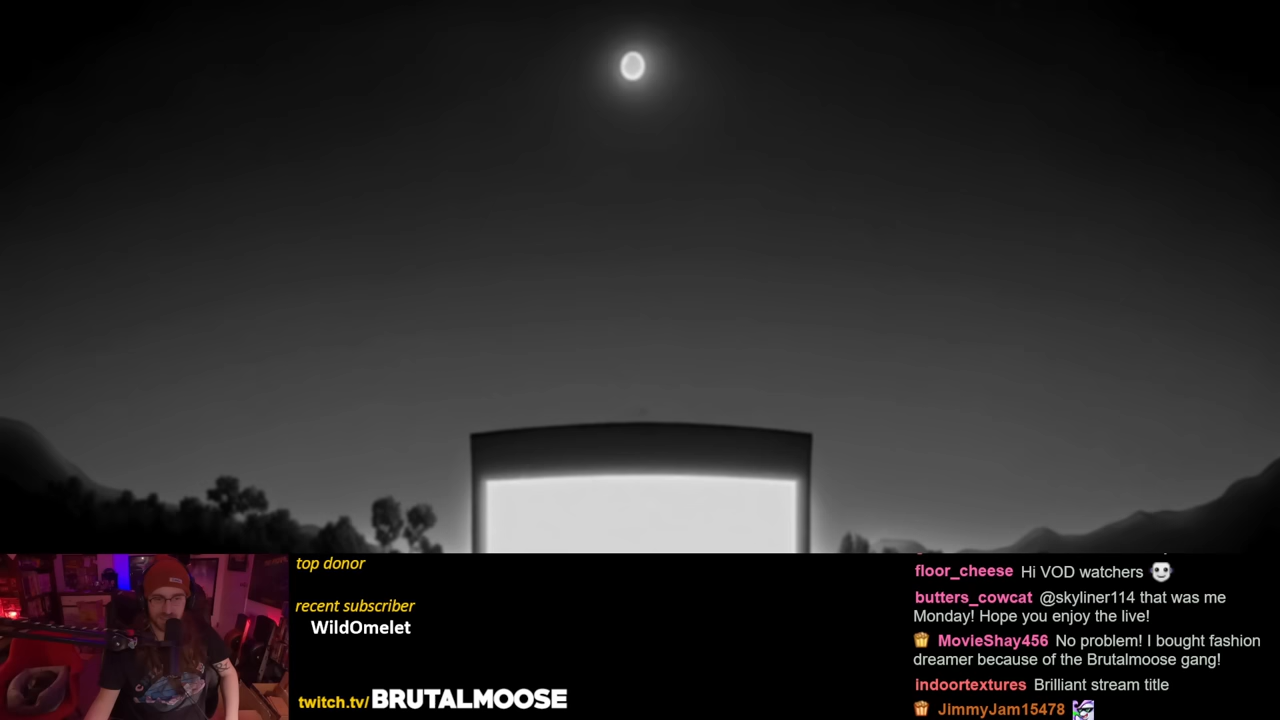 top donor
recent subscriber
WildOmelet
twitch.tv/BRUTALMOOSE
floor_cheese Hi VOD watchers
butters_cowcat @skyliner114 that was me
Monday! Hope you enjoy the live!
MovieShay456 No problem! I bought fashion
dreamer because of the Brutalmoose gang!
indoortextures Brilliant stream title
JimmyJam15478